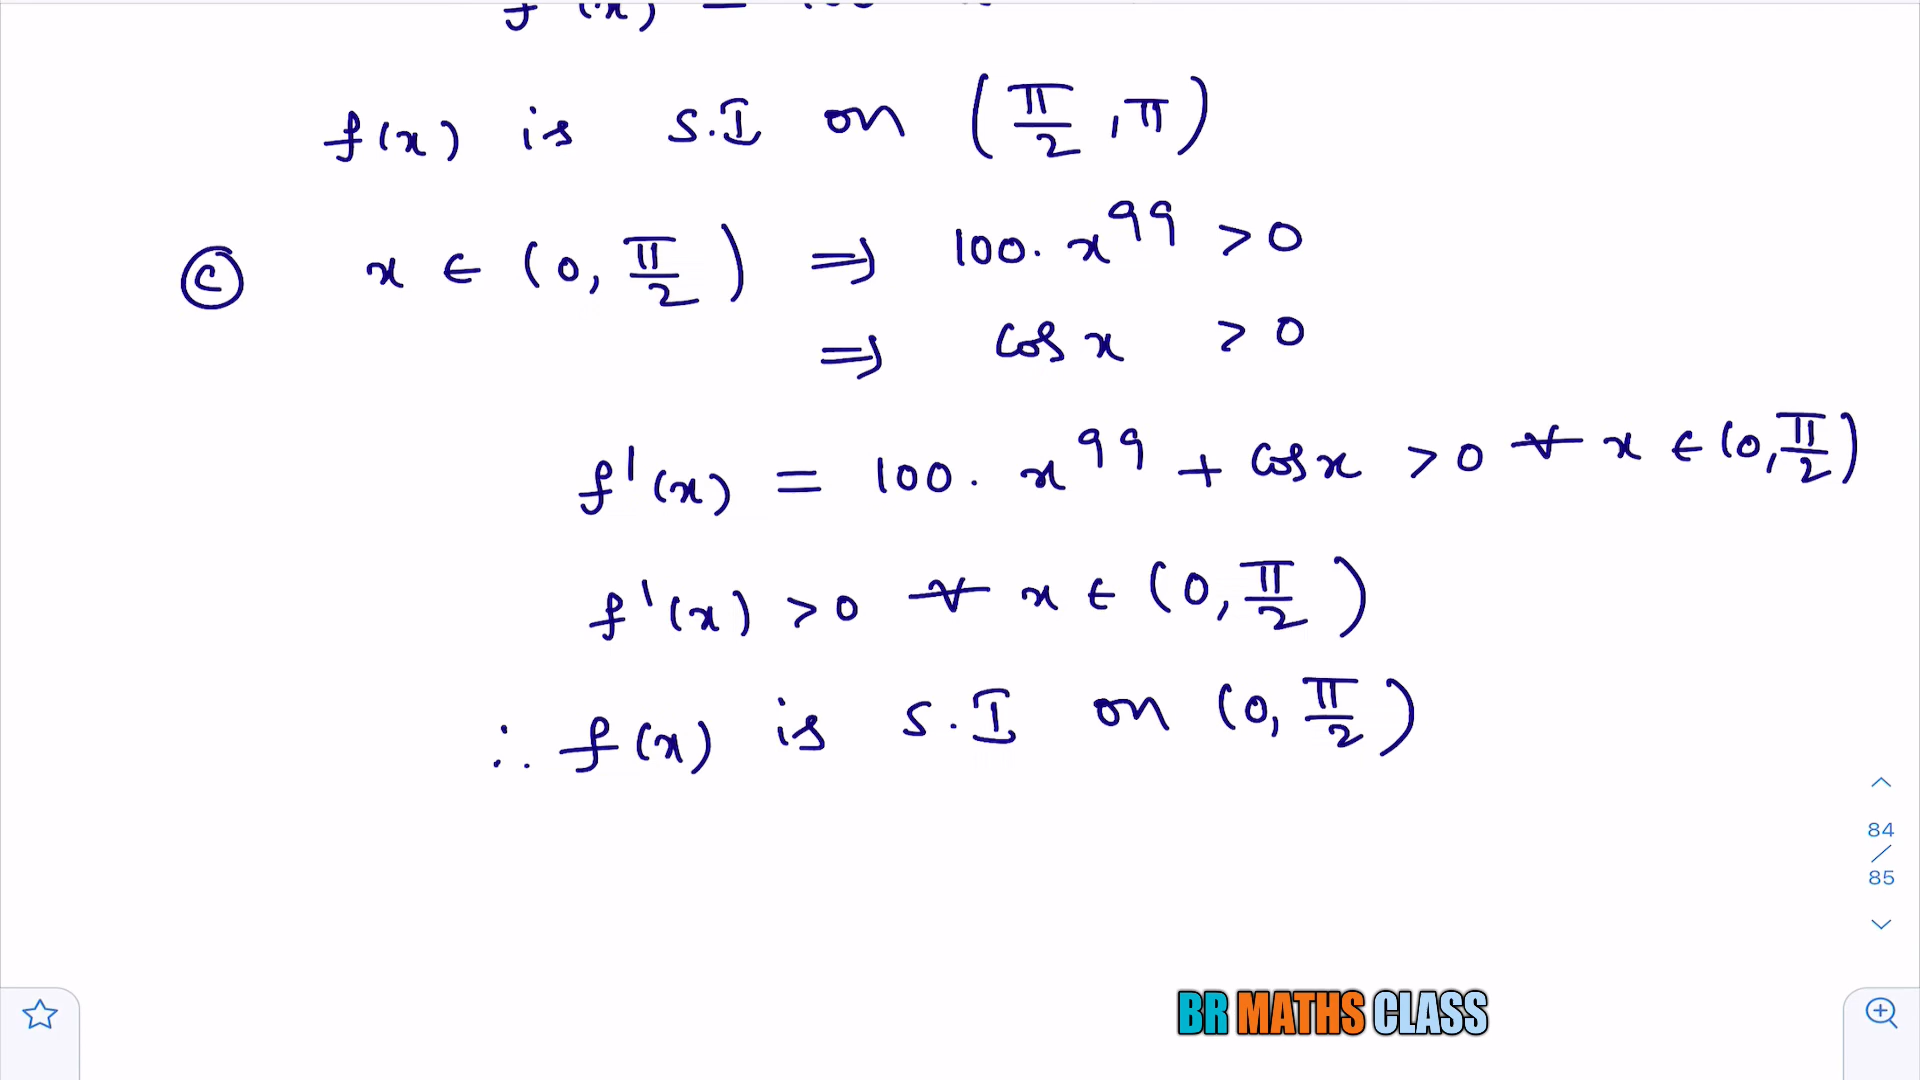 f(x) is S.I on (π/2, π)
(c) x ∈ (0, π/2) ⇒ 100. x^99 > 0
⇒ cos x > 0
f'(x) = 100. x^99 + cos x > 0 ∀ x ∈ (0, π/2)
f'(x) > 0 ∀ x ∈ (0, π/2)
∴ f(x) is S.I on (0, π/2)
84
/
85
BR MATHS CLASS